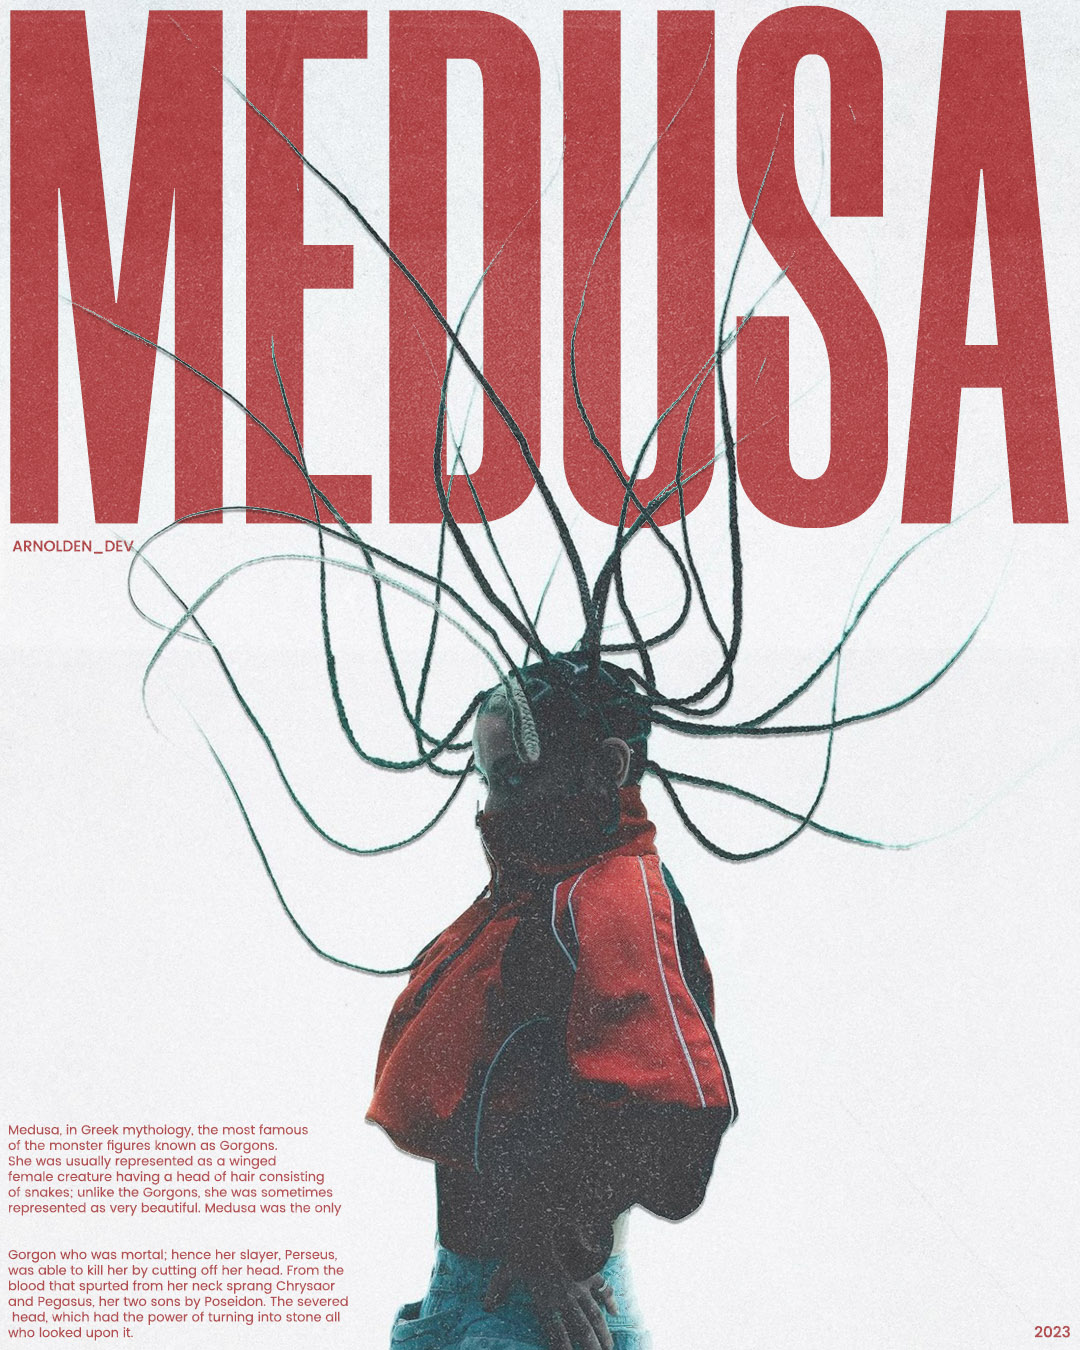 MEDUSA
ARNOLDEN_DEV
Medusa, in Greek mythology, the most famous
of the monster figures known as Gorgons.
She was usually represented as a winged
female creature having a head of hair consisting
of snakes; unlike the Gorgons, she was sometimes
represented as very beautiful. Medusa was the only
Gorgon who was mortal; hence her slayer, Perseus,
was able to kill her by cutting off her head. From the
blood that spurted from her neck sprang Chrysaor
and Pegasus, her two sons by Poseidon. The severed
head, which had the power of turning into stone all
who looked upon it.
2023